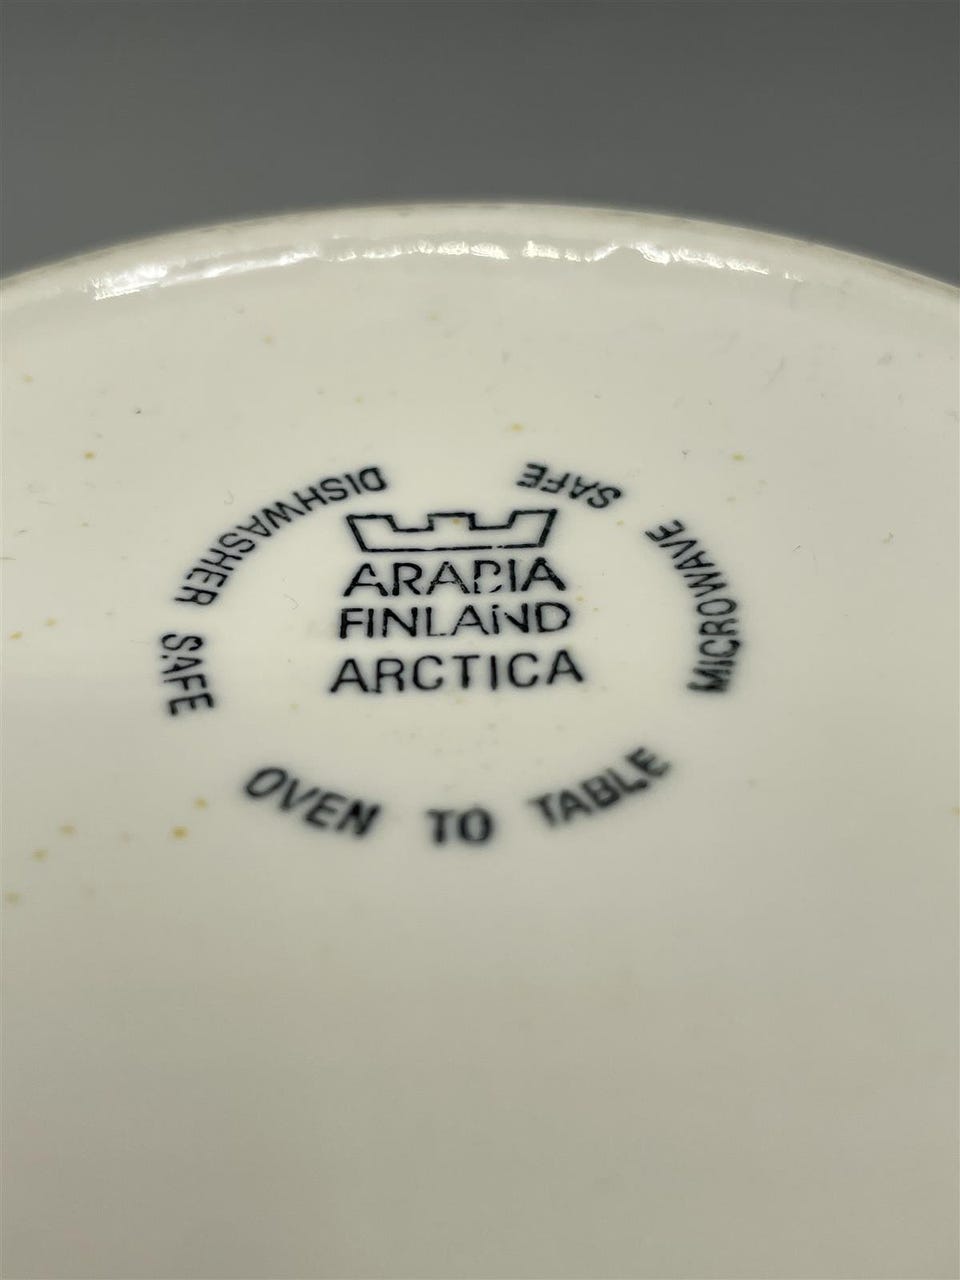 ARABIA
FINLAND
ARCTICA
DISHWASHER SAFE
OVEN TO TABLE
MICROWAVE SAFE